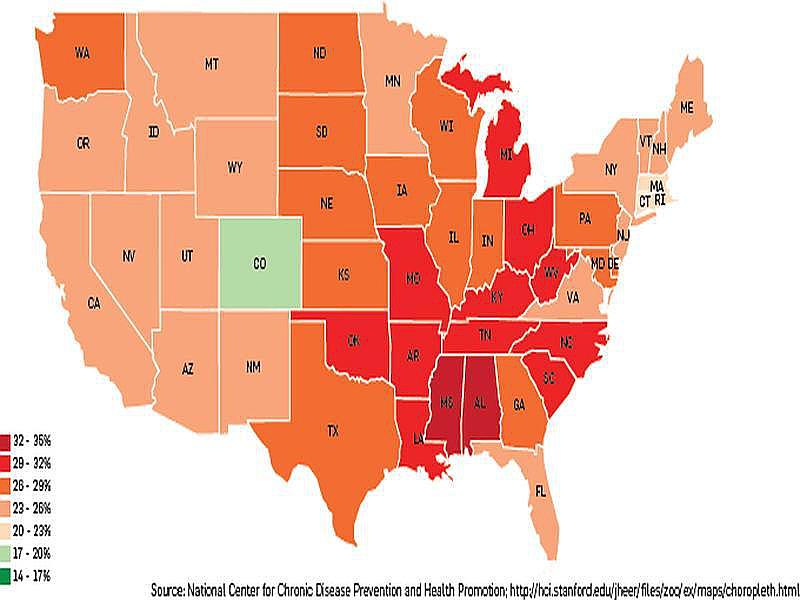 WA
MT
ND
MN
OR
ID
WY
SD
WI
MI
ME
VT
NH
NY
MA
CT RI
NV
UT
CO
NE
IA
IL
IN
OH
PA
NJ
MD DE
CA
KS
MO
KY
WV
VA
AZ
NM
OK
AR
TN
NC
TX
LA
MS
AL
GA
SC
FL
32 - 35%
29 - 32%
26 - 29%
23 - 26%
20 - 23%
17 - 20%
14 - 17%
Source: National Center for Chronic Disease Prevention and Health Promotion; http://hci.stanford.edu/jheer/files/zoo/ex/maps/choropleth.html